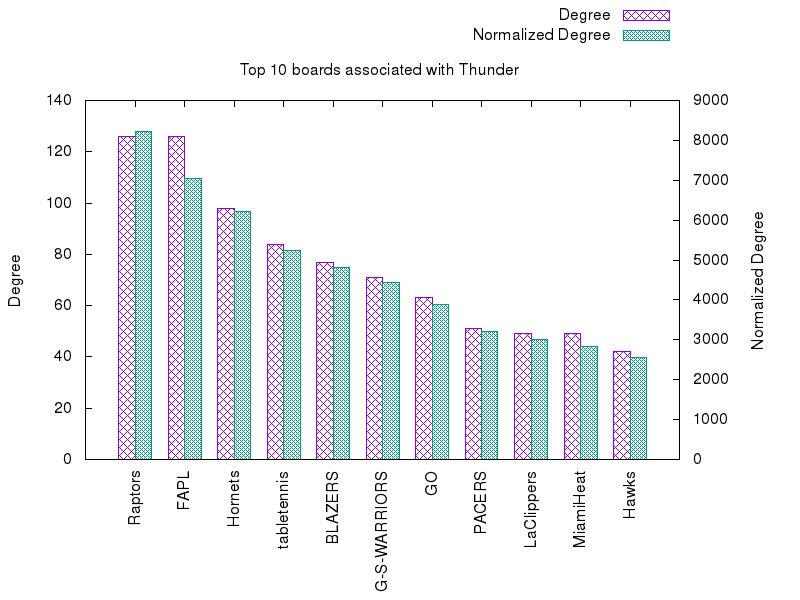 Degree
Normalized Degree
Top 10 boards associated with Thunder
140
120
100
80
60
40
20
0
9000
8000
7000
6000
5000
4000
3000
2000
1000
0
Degree
Normalized Degree
Raptors
FAPL
Hornets
tabletennis
BLAZERS
G-S-WARRIORS
GO
PACERS
LaClippers
MiamiHeat
Hawks